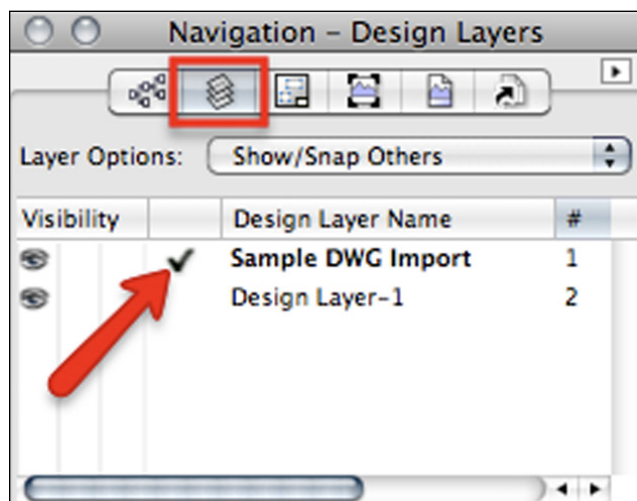 Navigation – Design Layers
Layer Options: Show/Snap Others
Visibility Design Layer Name #
Sample DWG Import 1
Design Layer-1 2